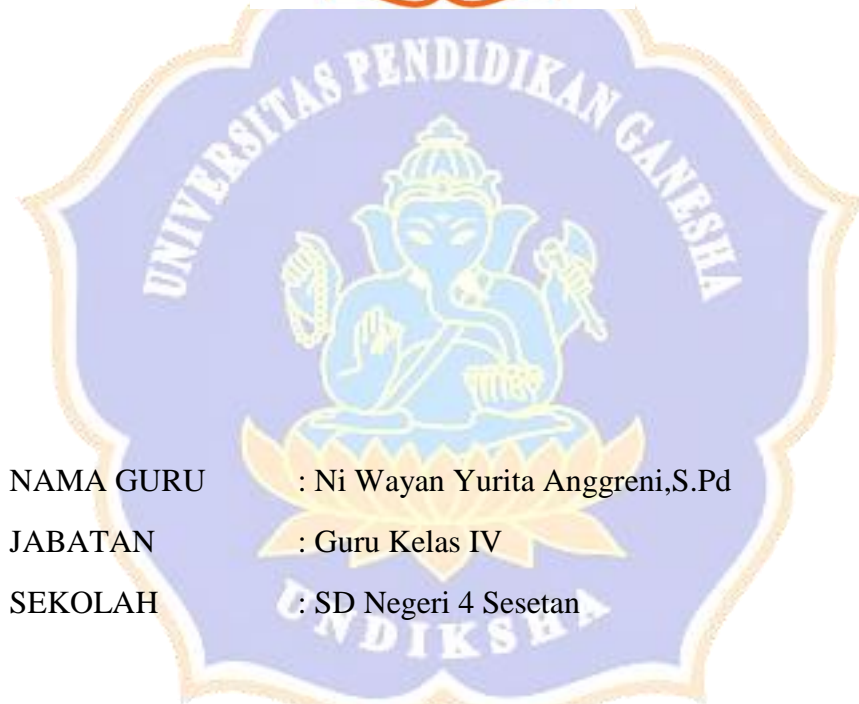 UNIVERSITAS PENDIDIKAN GANESHA
NAMA GURU : Ni Wayan Yurita Anggreni,S.Pd
JABATAN : Guru Kelas IV
SEKOLAH : SD Negeri 4 Sesetan
UNDIKSHA